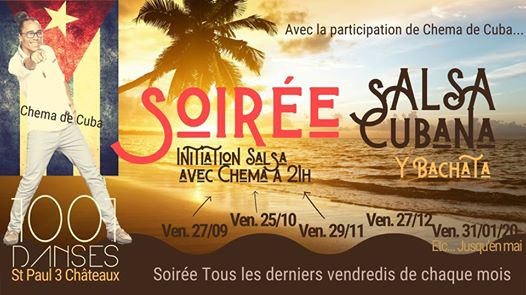 Avec la participation de Chema de Cuba...
Chema de Cuba
SOIRÉE
SALSA
CUBANA
Y BACHATA
INITIATION SALSA
AVEC CHEMA À 21H
Ven. 27/09
Ven. 25/10
Ven. 29/11
Ven. 27/12
Ven. 31/01/20
Etc... Jusqu'en mai
1001
DANSES
St Paul 3 Châteaux
Soirée Tous les derniers vendredis de chaque mois